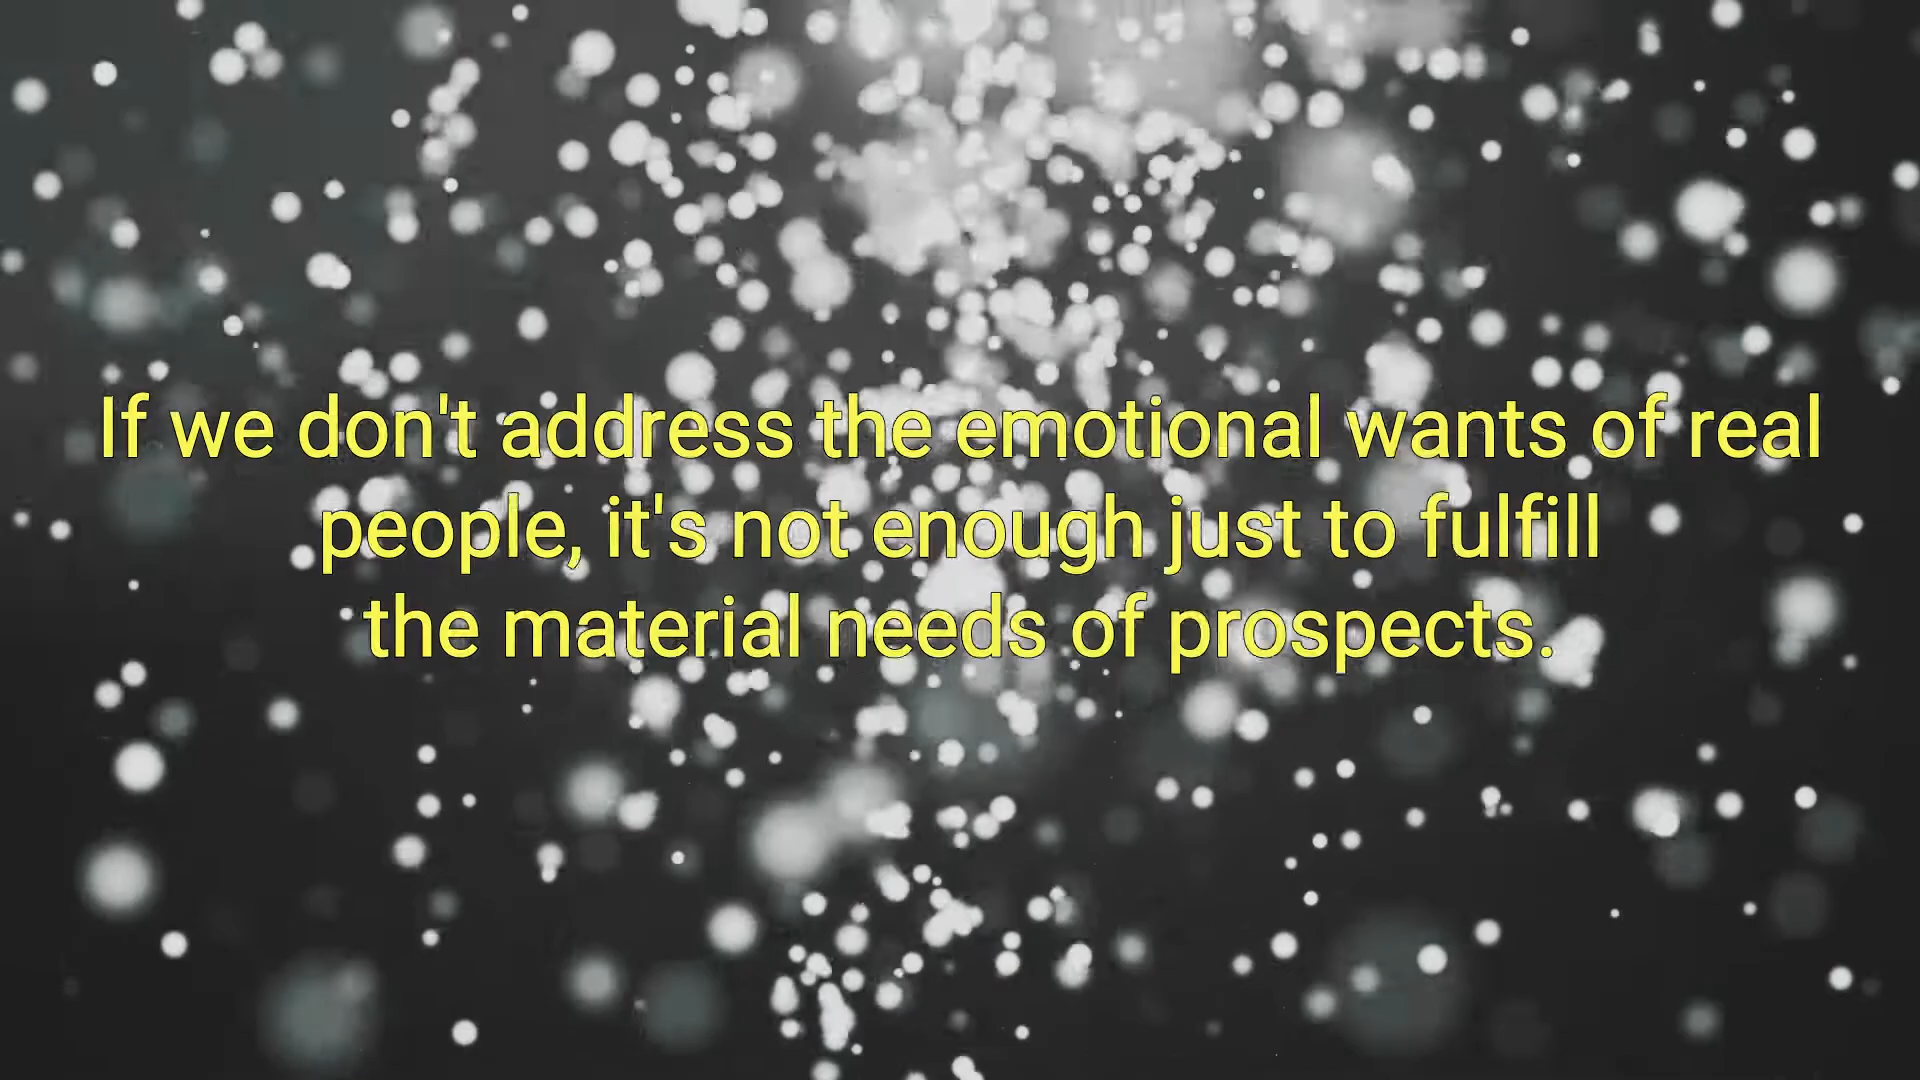 If we don't address the emotional wants of real
people, it's not enough just to fulfill
the material needs of prospects.